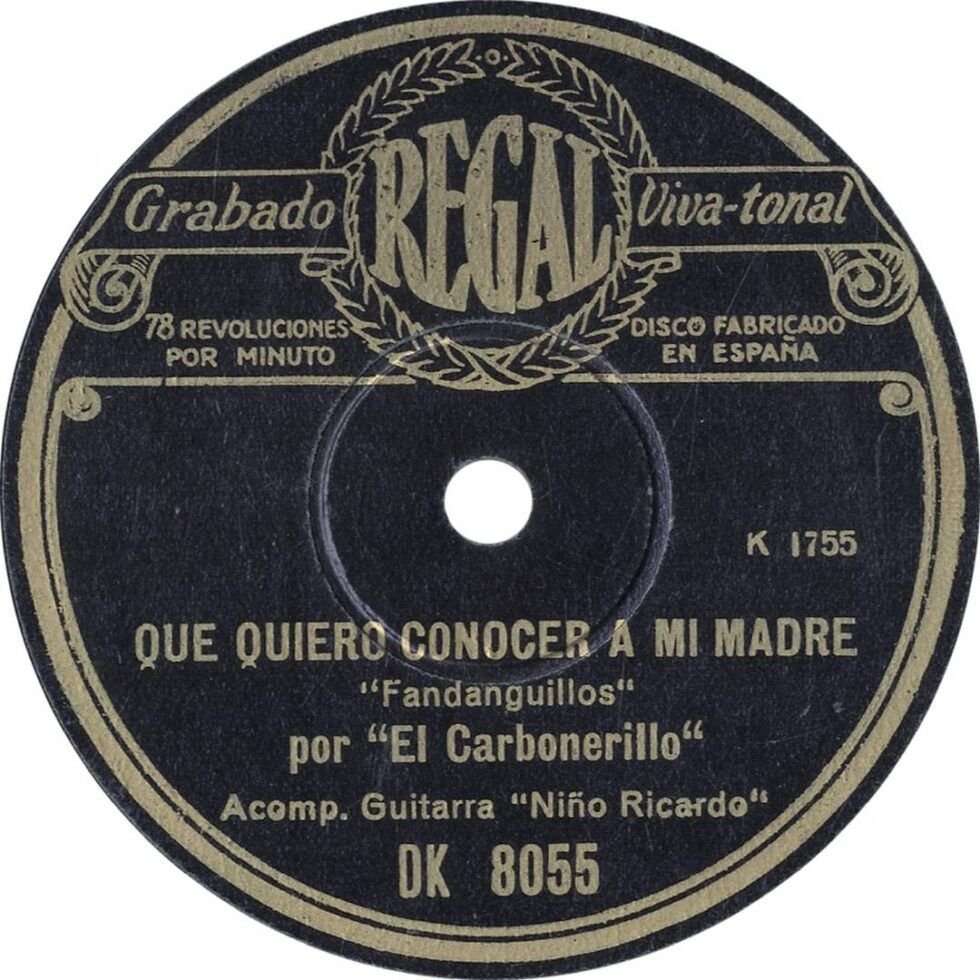 REGAL
Grabado
Viva-tonal
78 REVOLUCIONES
POR MINUTO
DISCO FABRICADO
EN ESPAÑA
K 1755
QUE QUIERO CONOCER A MI MADRE
"Fandanguillos"
por "El Carbonerillo"
Acomp. Guitarra "Niño Ricardo"
DK 8055